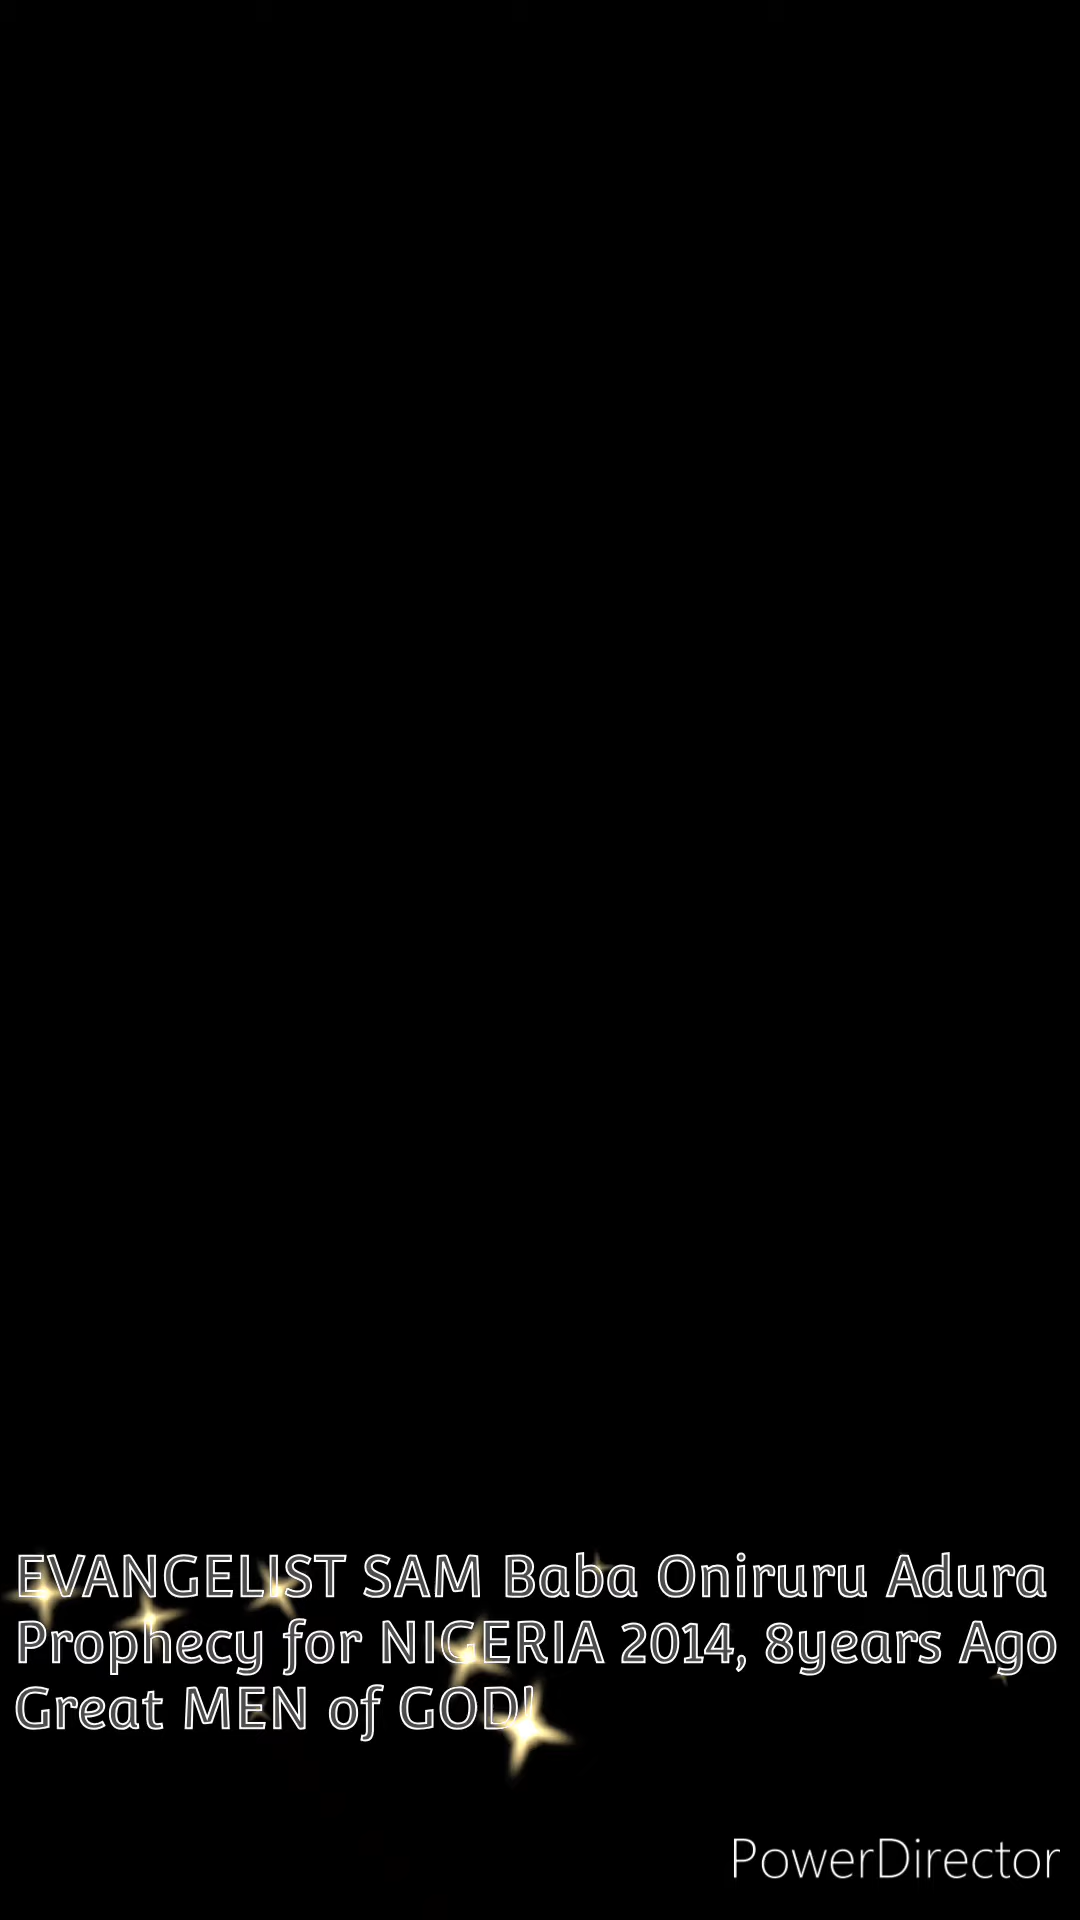 EVANGELIST SAM Baba Oniruru Adura
Prophecy for NIGERIA 2014, 8years Ago
Great MEN of GOD!
PowerDirector